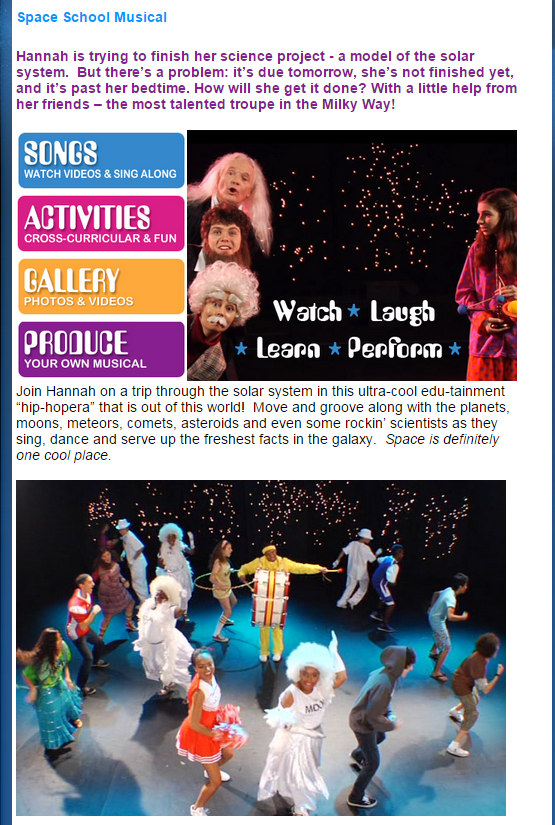 Space School Musical
Hannah is trying to finish her science project - a model of the solar
system.  But there's a problem: it's due tomorrow, she's not finished yet,
and it's past her bedtime. How will she get it done? With a little help from
her friends – the most talented troupe in the Milky Way!
SONGS
WATCH VIDEOS & SING ALONG
ACTIVITIES
CROSS-CURRICULAR & FUN
GALLERY
PHOTOS & VIDEOS
PRODUCE
YOUR OWN MUSICAL
Watch ★ Laugh
★ Learn ★ Perform ★
Join Hannah on a trip through the solar system in this ultra-cool edu-tainment
“hip-hopera” that is out of this world!  Move and groove along with the planets,
moons, meteors, comets, asteroids and even some rockin’ scientists as they
sing, dance and serve up the freshest facts in the galaxy.  Space is definitely
one cool place.